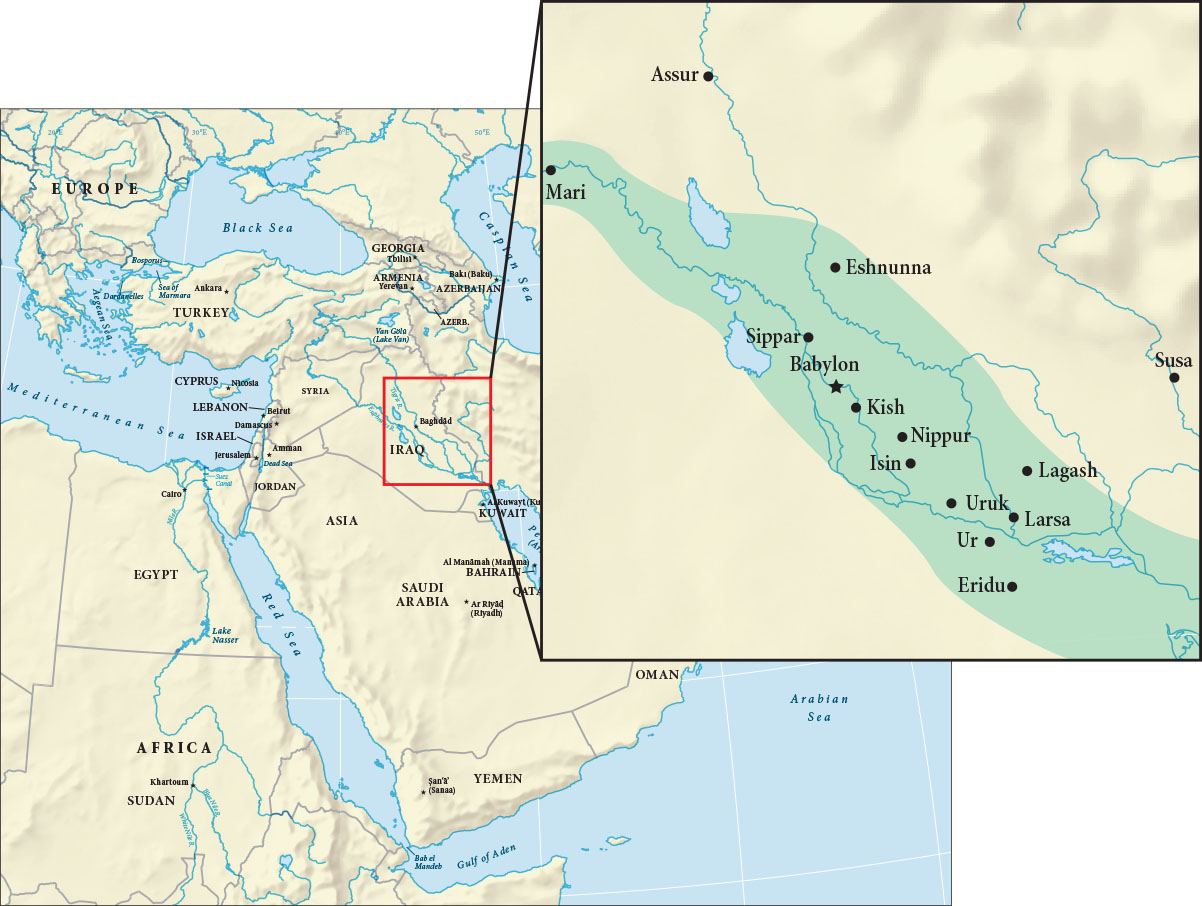 20°E
30°E
50°E
EUROPE
Black Sea
Caspian Sea
GEORGIA
Tbilisi
Bosporus
ARMENIA
Yerevan
Bakı (Baku)
AZERBAIJAN
Sea of
Marmara
Dardanelles
Ankara
Aegean Sea
TURKEY
AZERB.
Van Gölü
(Lake Van)
CYPRUS
Nicosia
SYRIA
Mediterranean Sea
LEBANON
Beirut
Damascus
Tigris R.
Euphrates R.
Baghdād
ISRAEL
IRAQ
Jerusalem
Amman
Dead Sea
Suez
Canal
JORDAN
Cairo
Nile R.
Al Kuwayt (Ku
KUWAIT
ASIA
Pe
(Ar
Al Manāmah (Manama)
BAHRAIN
EGYPT
SAUDI
ARABIA
QATA
Ar Riyāḍ
(Riyadh)
Red Sea
Lake
Nasser
OMAN
Arabian
Sea
AFRICA
Khartoum
SUDAN
Blue Nile R.
White Nile R.
Ṣan'ā'
(Sanaa)
YEMEN
Bab el
Mandeb
Gulf of Aden
Assur
Mari
Eshnunna
Sippar
Babylon
Susa
Kish
Nippur
Isin
Lagash
Uruk
Larsa
Ur
Eridu